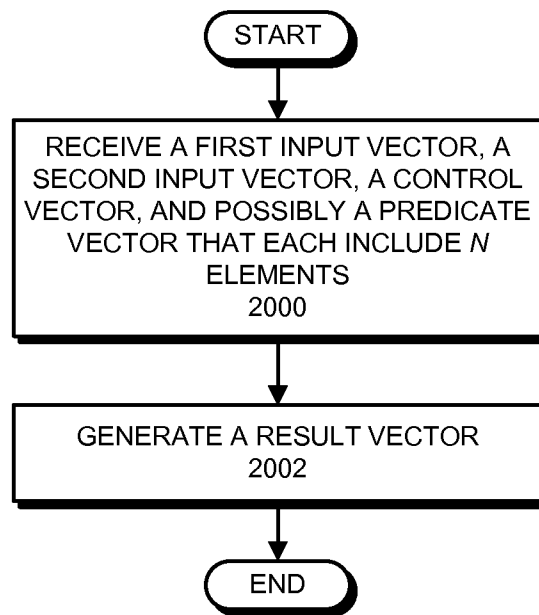 START
RECEIVE A FIRST INPUT VECTOR, A
SECOND INPUT VECTOR, A CONTROL
VECTOR, AND POSSIBLY A PREDICATE
VECTOR THAT EACH INCLUDE N
ELEMENTS
2000
GENERATE A RESULT VECTOR
2002
END